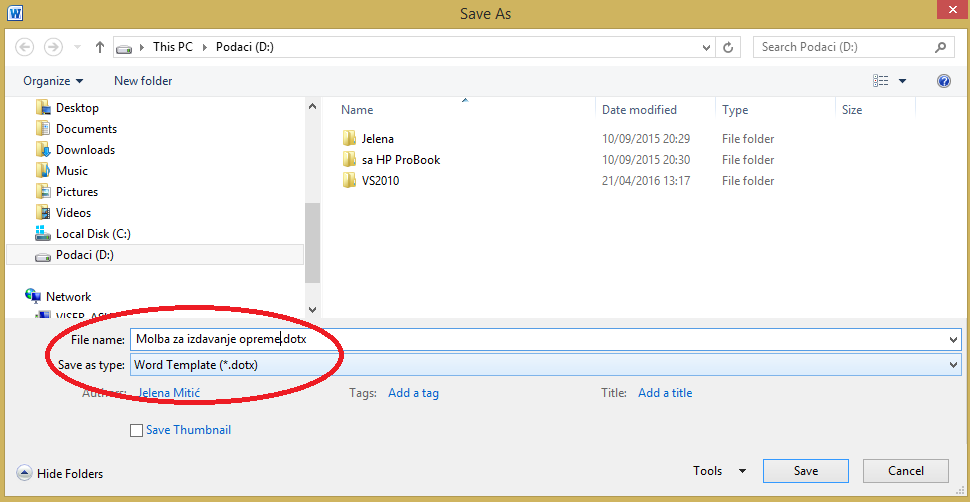 Save As
This PC Podaci (D:)
Search Podaci (D:)
Organize New folder
Desktop
Documents
Downloads
Music
Pictures
Videos
Local Disk (C:)
Podaci (D:)
Network
Name Date modified Type Size
Jelena 10/09/2015 20:29 File folder
sa HP ProBook 10/09/2015 20:30 File folder
VS2010 21/04/2016 13:17 File folder
File name: Molba za izdavanje opreme.dotx
Save as type: Word Template (*.dotx)
Authors: Jelena Mitić Tags: Add a tag Title: Add a title
Save Thumbnail
Hide Folders Tools Save Cancel